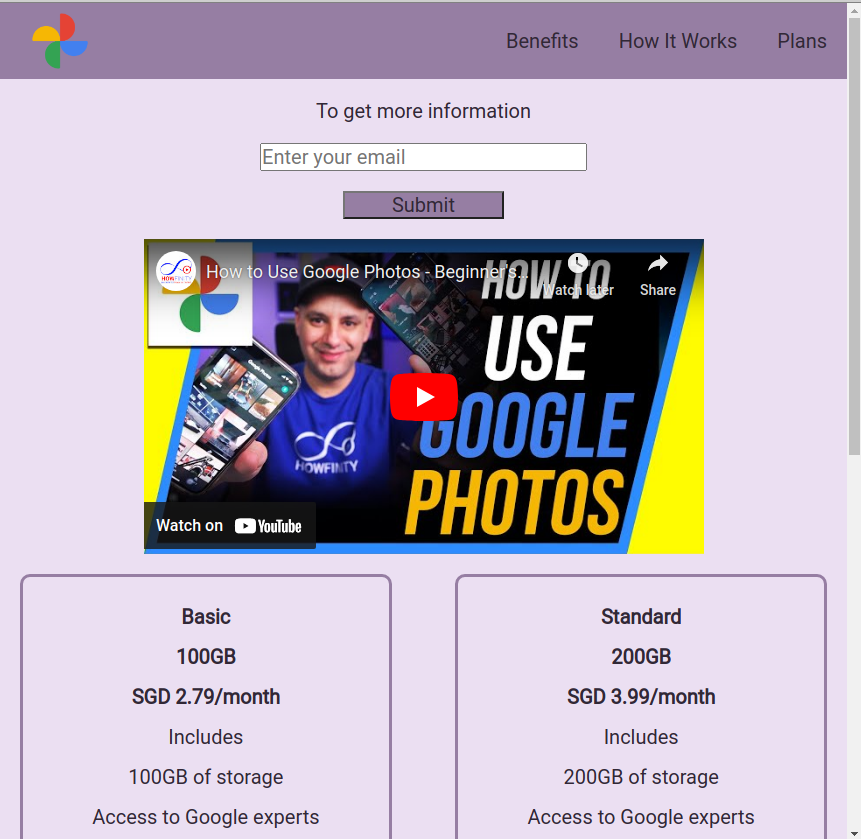 Benefits How It Works Plans
To get more information
Enter your email
Submit
How to Use Google Photos - Beginner's...
Watch later Share
HOWFINITY
HOW TO
USE
GOOGLE
PHOTOS
HOWFINITY
Watch on YouTube
Basic
100GB
SGD 2.79/month
Includes
100GB of storage
Access to Google experts
Standard
200GB
SGD 3.99/month
Includes
200GB of storage
Access to Google experts